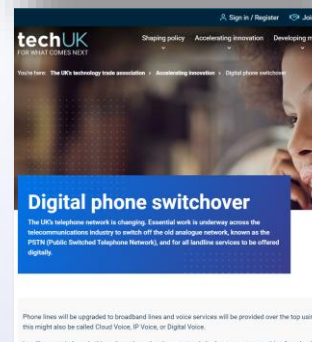 Sign in / Register Joi
techUK
FOR WHAT COMES NEXT
Shaping policy Accelerating innovation Developing m
You're here: The UK's technology trade association > Accelerating innovation > Digital phone switchover
Digital phone switchover
The UK's telephone network is changing. Essential work is underway across the
telecommunications industry to switch off the old analogue network, known as the
PSTN (Public Switched Telephone Network), and for all landline services to be offered
digitally.
Phone lines will be upgraded to broadband lines and voice services will be provided over the top usin
this might also be called Cloud Voice, IP Voice, or Digital Voice.